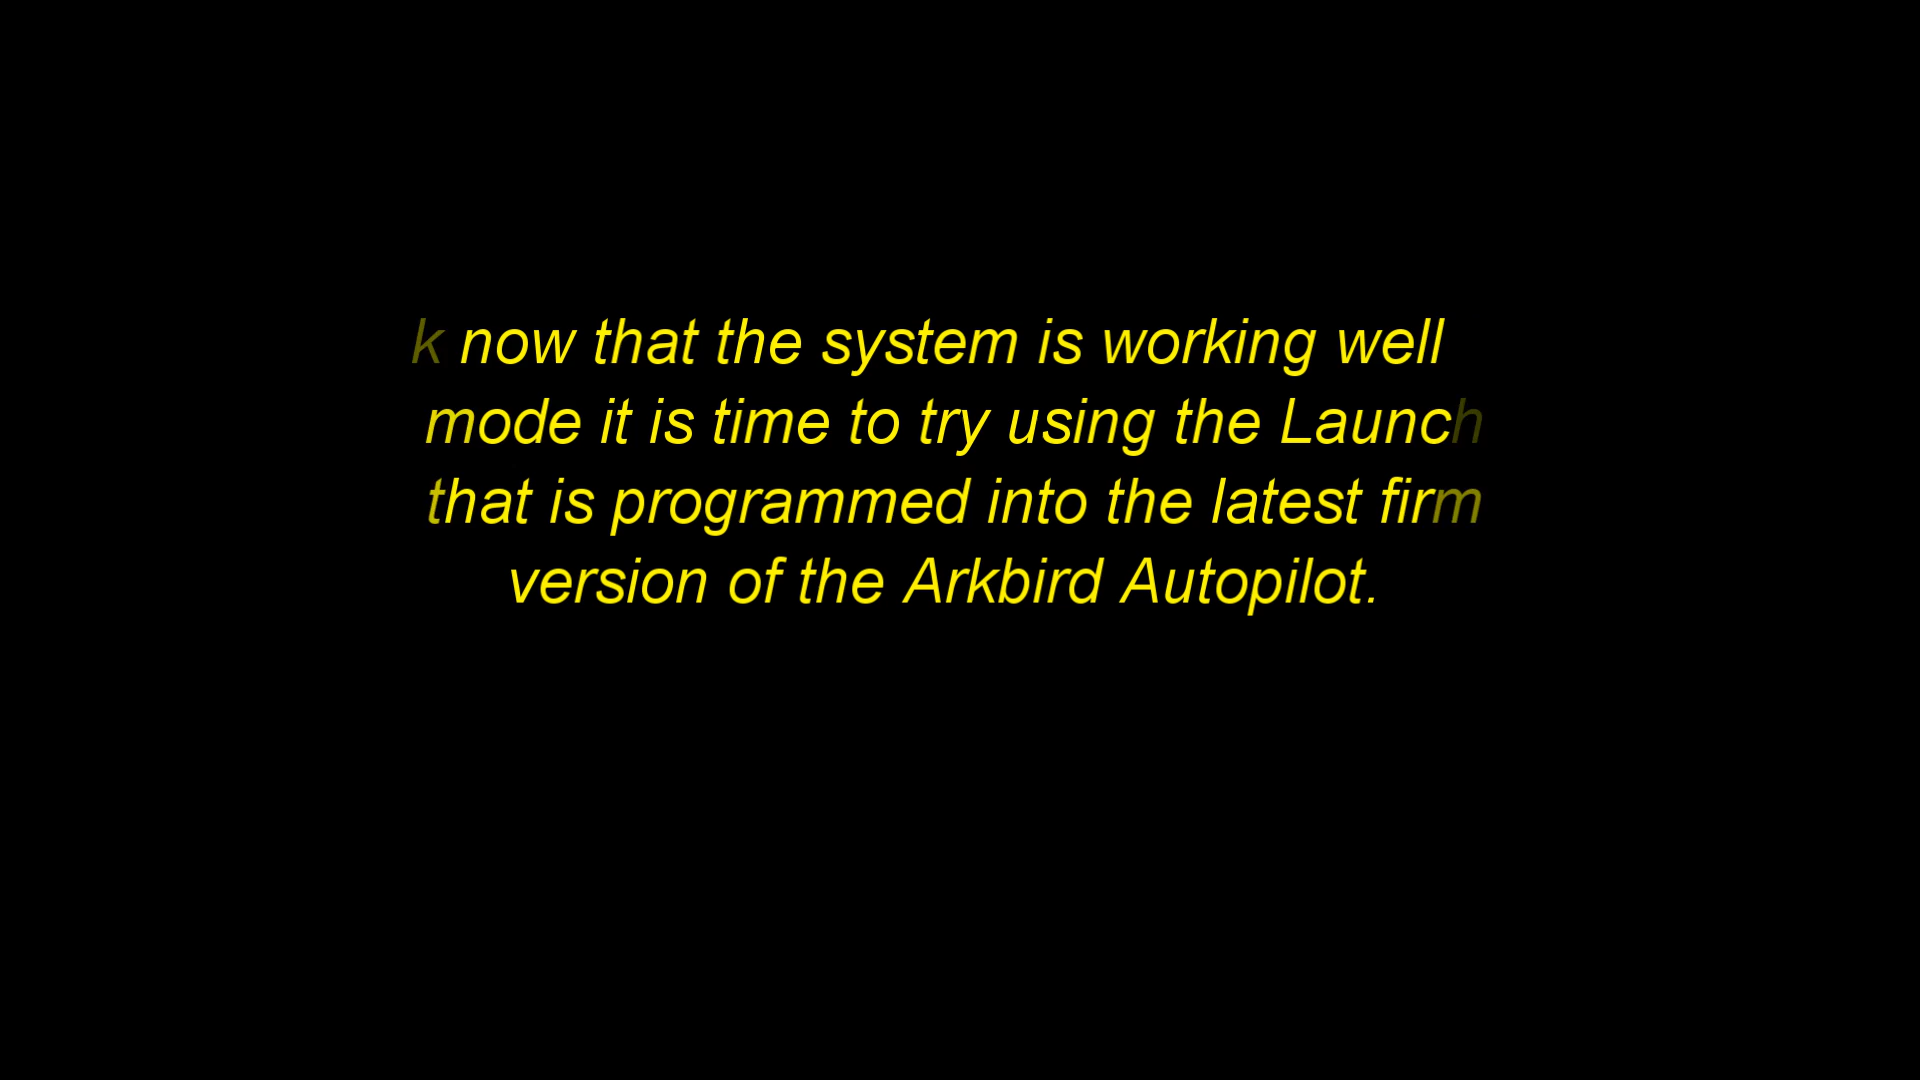 k now that the system is working well
mode it is time to try using the Launch
that is programmed into the latest firm
version of the Arkbird Autopilot.